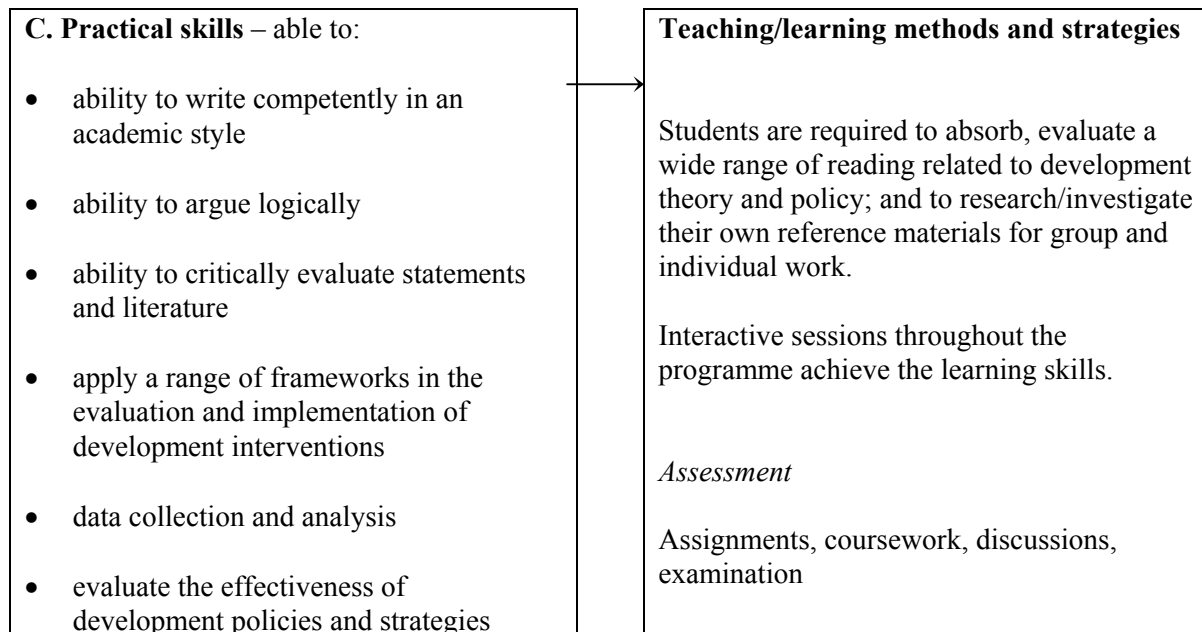 C. Practical skills – able to:
• ability to write competently in an
academic style
• ability to argue logically
• ability to critically evaluate statements
and literature
• apply a range of frameworks in the
evaluation and implementation of
development interventions
• data collection and analysis
• evaluate the effectiveness of
development policies and strategies
Teaching/learning methods and strategies
Students are required to absorb, evaluate a
wide range of reading related to development
theory and policy; and to research/investigate
their own reference materials for group and
individual work.
Interactive sessions throughout the
programme achieve the learning skills.
Assessment
Assignments, coursework, discussions,
examination